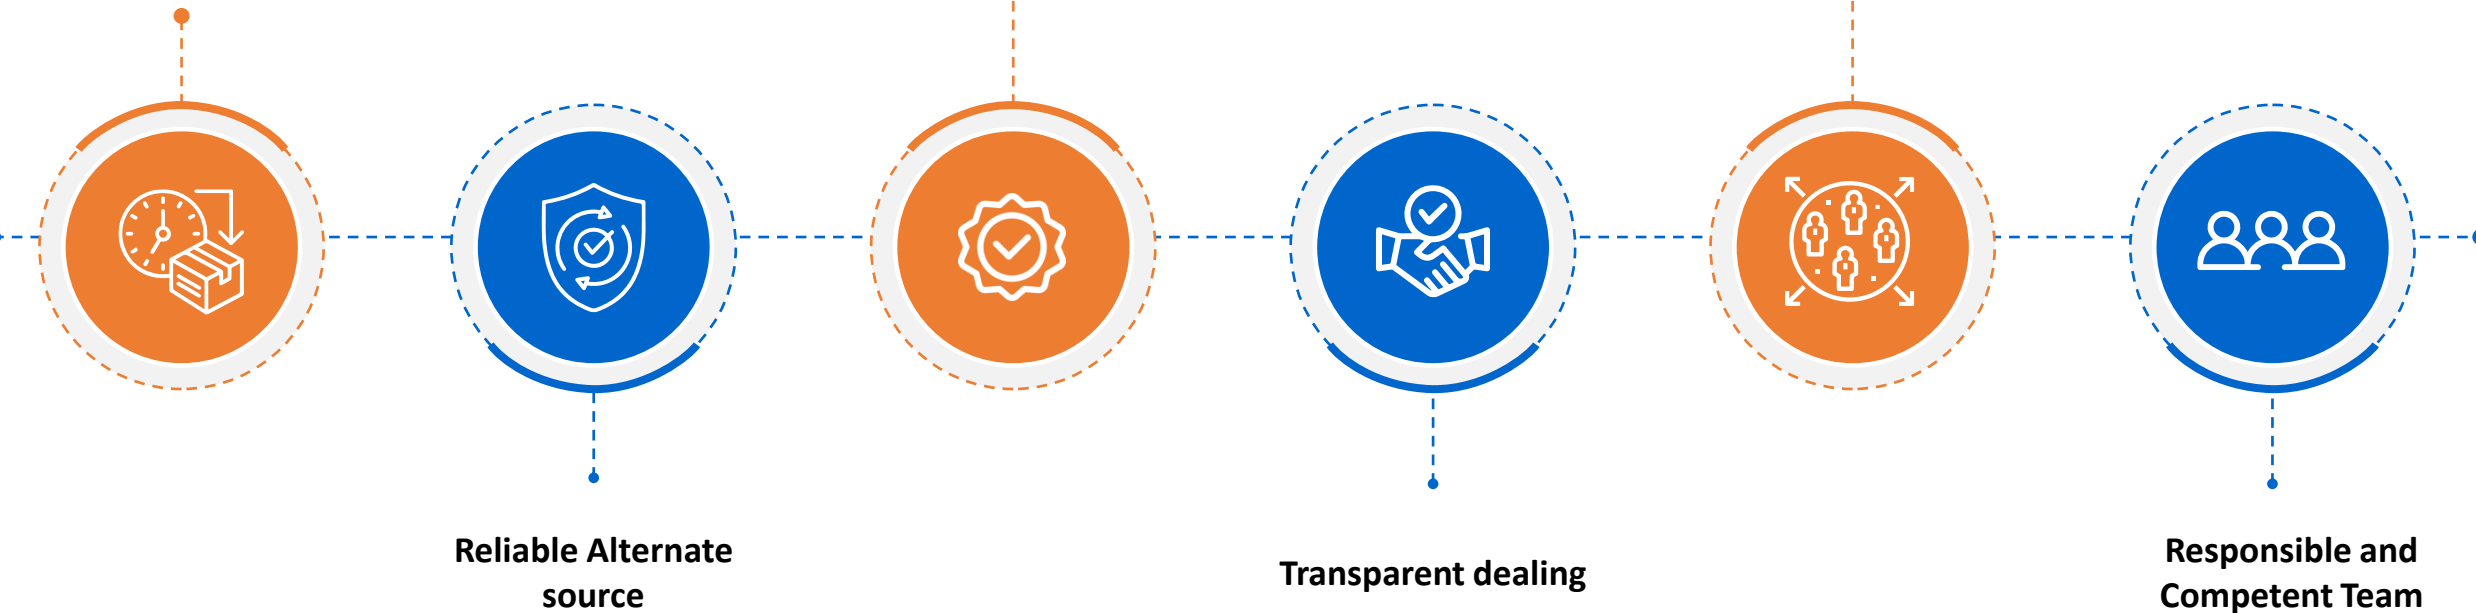 Reliable Alternate
source
Transparent dealing
Responsible and
Competent Team